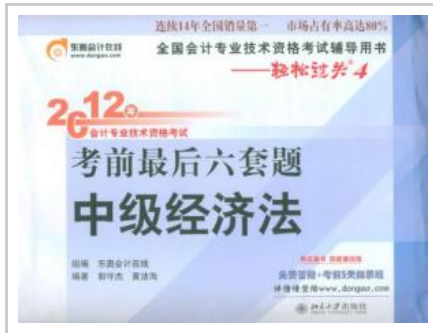 连续14年全国销量第一 市场占有率高达80%
东奥会计在线
www.dongao.com
全国会计专业技术资格考试辅导用书
——轻松过关®4
2012年
会计专业技术资格考试
考前最后六套题
中级经济法
组编 东奥会计在线
编著 郭守杰 黄洁洵
免费答疑+考前5天模题班
详情请登陆www.dongao.com
北京大学出版社